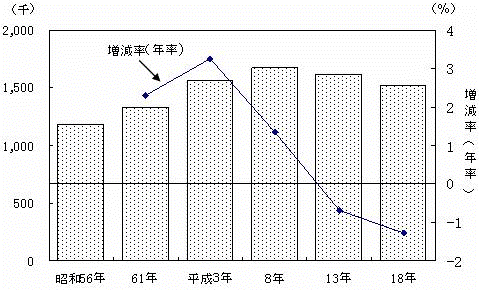 （千）
（%）
2,000
1,500
1,000
500
0
増減率（年率）
4
3
2
1
0
−1
−2
増減率（年率）
昭和56年
61年
平成3年
8年
13年
18年